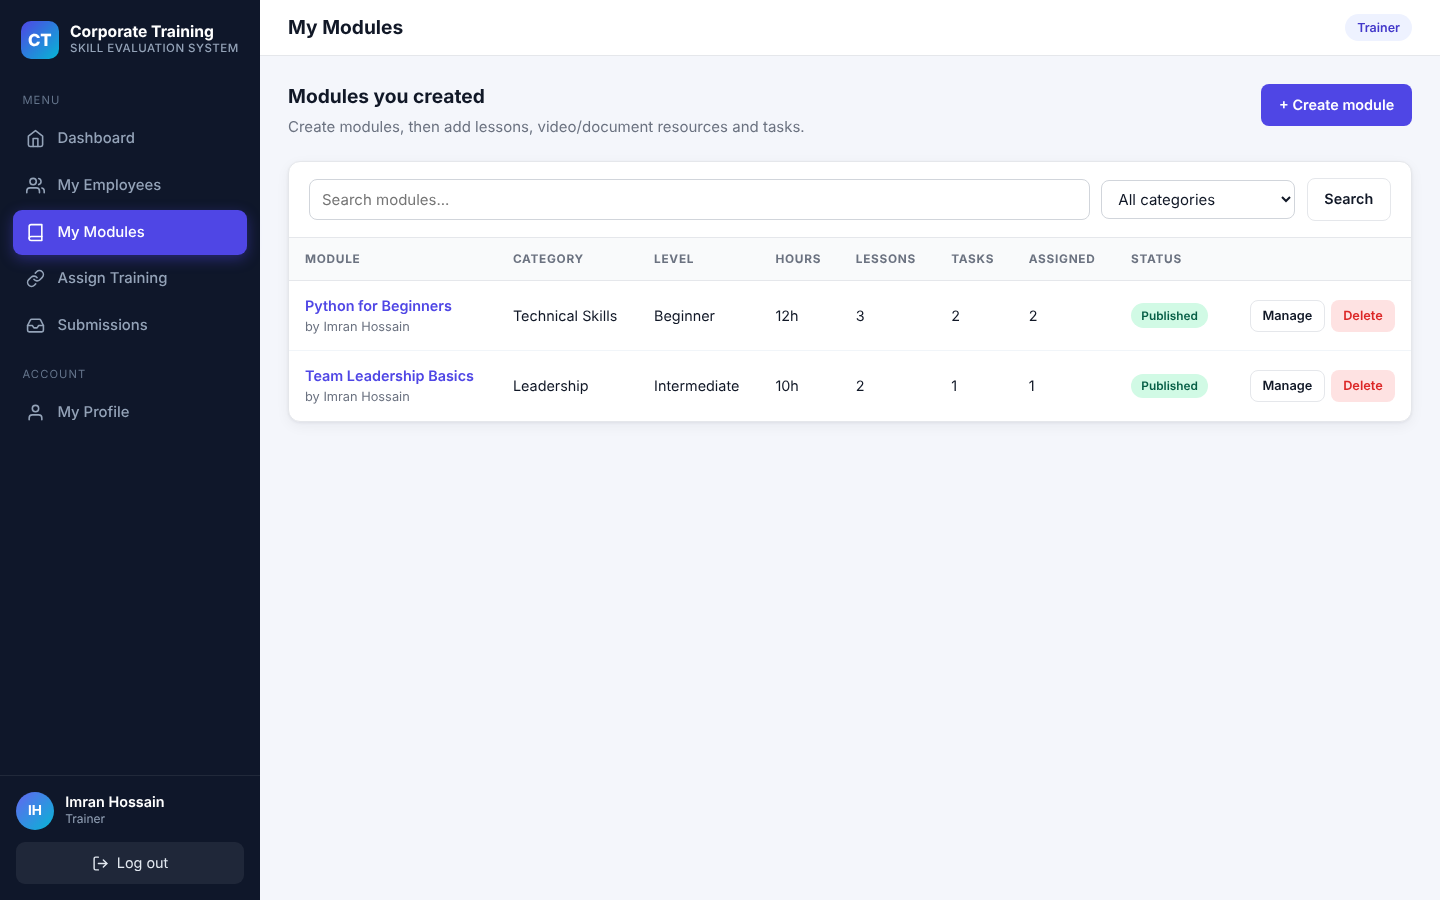 CT
Corporate Training
SKILL EVALUATION SYSTEM
MENU
Dashboard
My Employees
My Modules
Assign Training
Submissions
ACCOUNT
My Profile
IH
Imran Hossain
Trainer
Log out
My Modules
Trainer
Modules you created
Create modules, then add lessons, video/document resources and tasks.
+ Create module
Search modules...
All categories
Search
MODULE CATEGORY LEVEL HOURS LESSONS TASKS ASSIGNED STATUS
Python for Beginners
by Imran Hossain
Technical Skills Beginner 12h 3 2 2 Published Manage Delete
Team Leadership Basics
by Imran Hossain
Leadership Intermediate 10h 2 1 1 Published Manage Delete